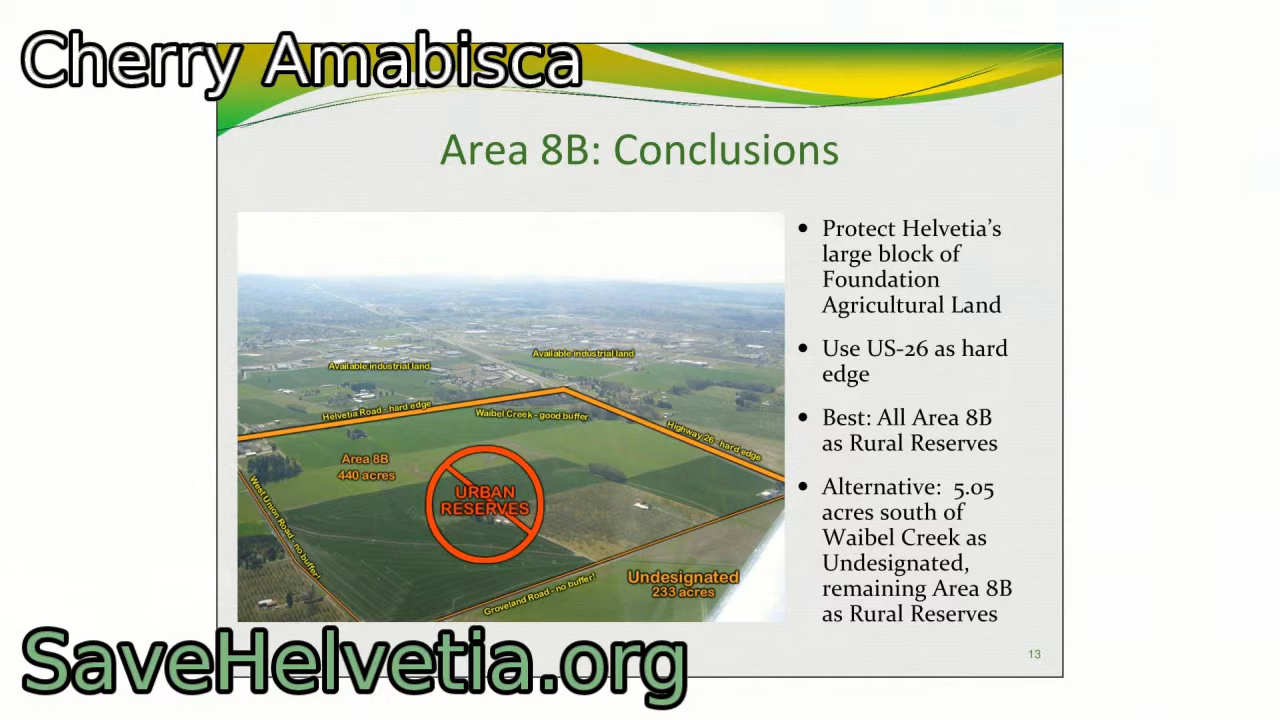 Cherry Amabisca
Area 8B: Conclusions
Available industrial land
Available industrial land
Helvetia Road - hard edge
Waibel Creek - good buffer
Highway 26 - hard edge
Area 8B
440 acres
URBAN
RESERVES
West Union Road - no buffer!
Groveland Road - no buffer!
Undesignated
233 acres
• Protect Helvetia’s
large block of
Foundation
Agricultural Land
• Use US-26 as hard
edge
• Best: All Area 8B
as Rural Reserves
• Alternative: 5.05
acres south of
Waibel Creek as
Undesignated,
remaining Area 8B
as Rural Reserves
13
SaveHelvetia.org